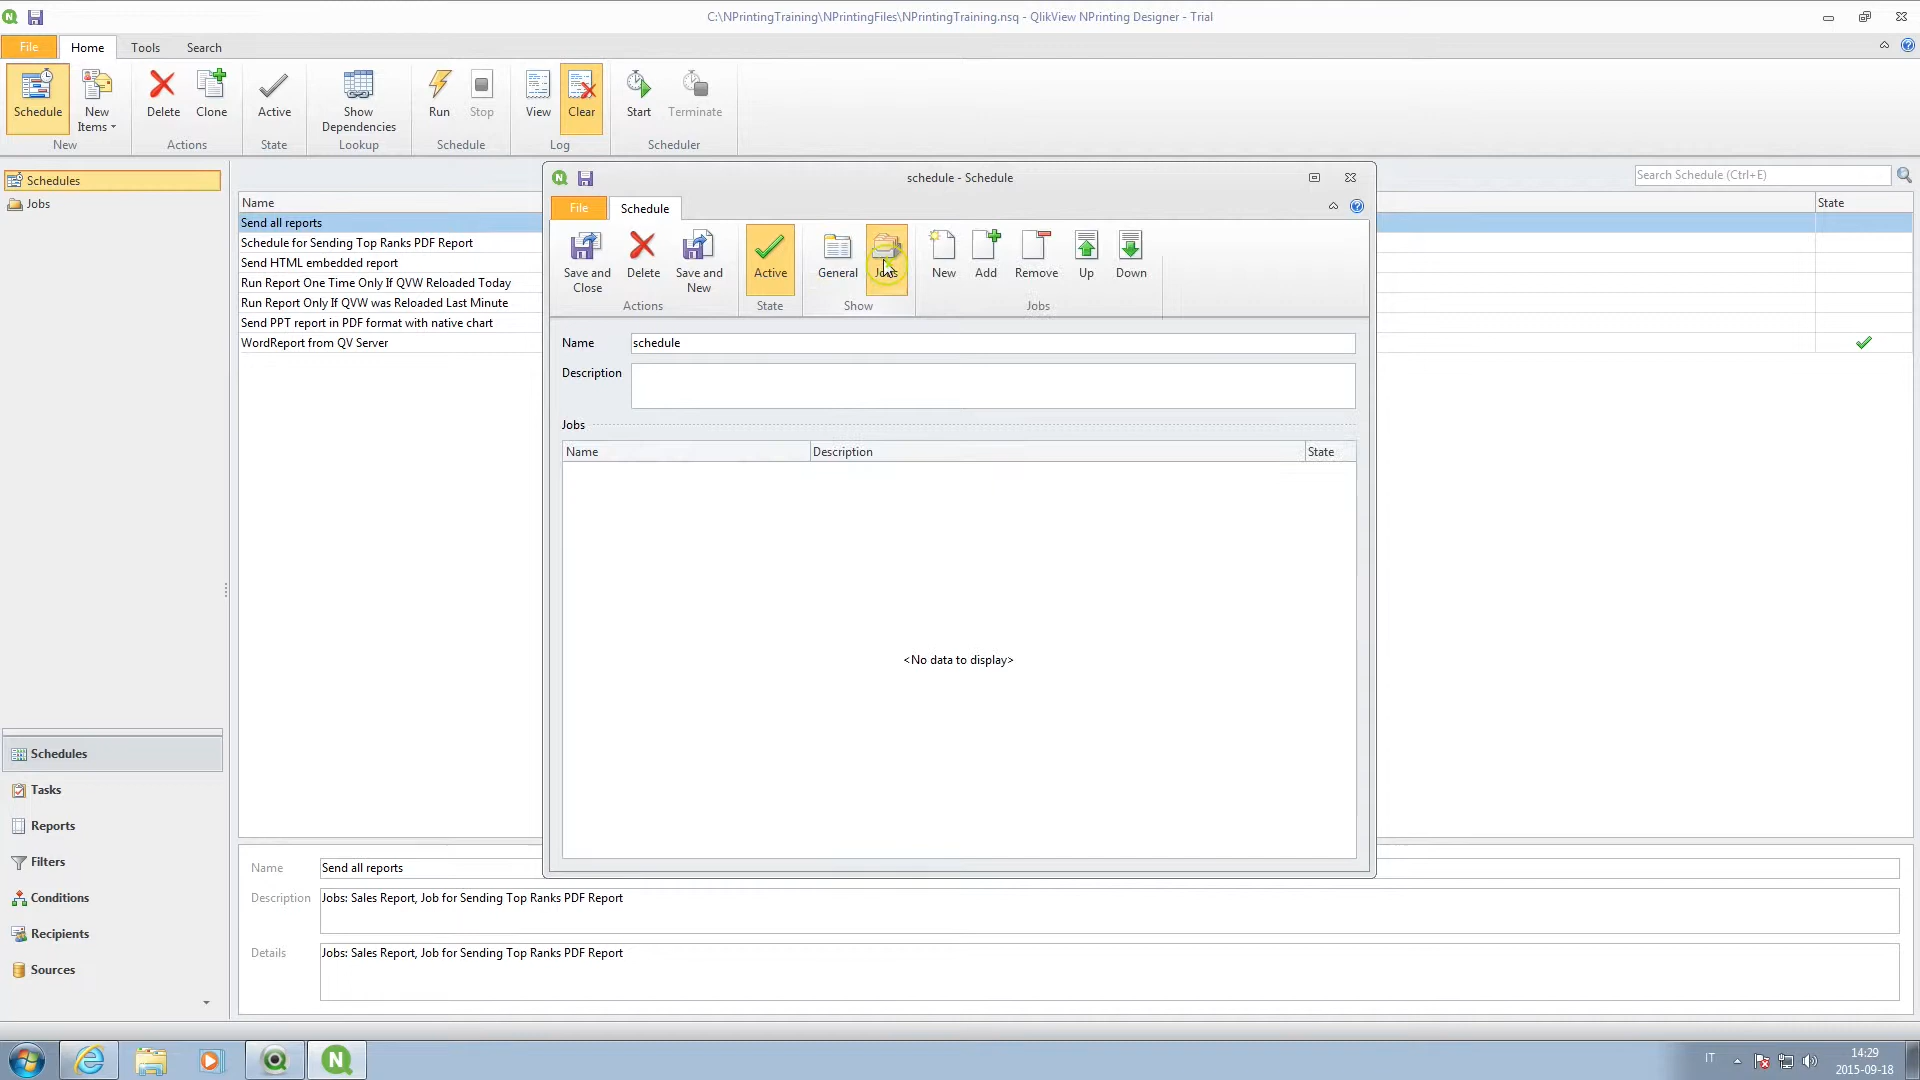 C:\NPrintingTraining\NPrintingFiles\NPrintingTraining.nsq - QlikView NPrinting Designer - Trial
File Home Tools Search
Schedule New Items Delete Clone Active Show Dependencies Run Stop View Clear Start Terminate
New Actions State Lookup Schedule Log Scheduler
Schedules
Jobs
Search Schedule (Ctrl+E)
Name State
Send all reports
Schedule for Sending Top Ranks PDF Report
Send HTML embedded report
Run Report One Time Only If QVW Reloaded Today
Run Report Only If QVW was Reloaded Last Minute
Send PPT report in PDF format with native chart
WordReport from QV Server
schedule - Schedule
File Schedule
Save and Close Delete Save and New Active General Jobs New Add Remove Up Down
Actions State Show Jobs
Name schedule
Description
Jobs
Name Description State
<No data to display>
Schedules
Tasks
Reports
Filters
Conditions
Recipients
Sources
Name Send all reports
Description Jobs: Sales Report, Job for Sending Top Ranks PDF Report
Details Jobs: Sales Report, Job for Sending Top Ranks PDF Report
IT 14:29
2015-09-18